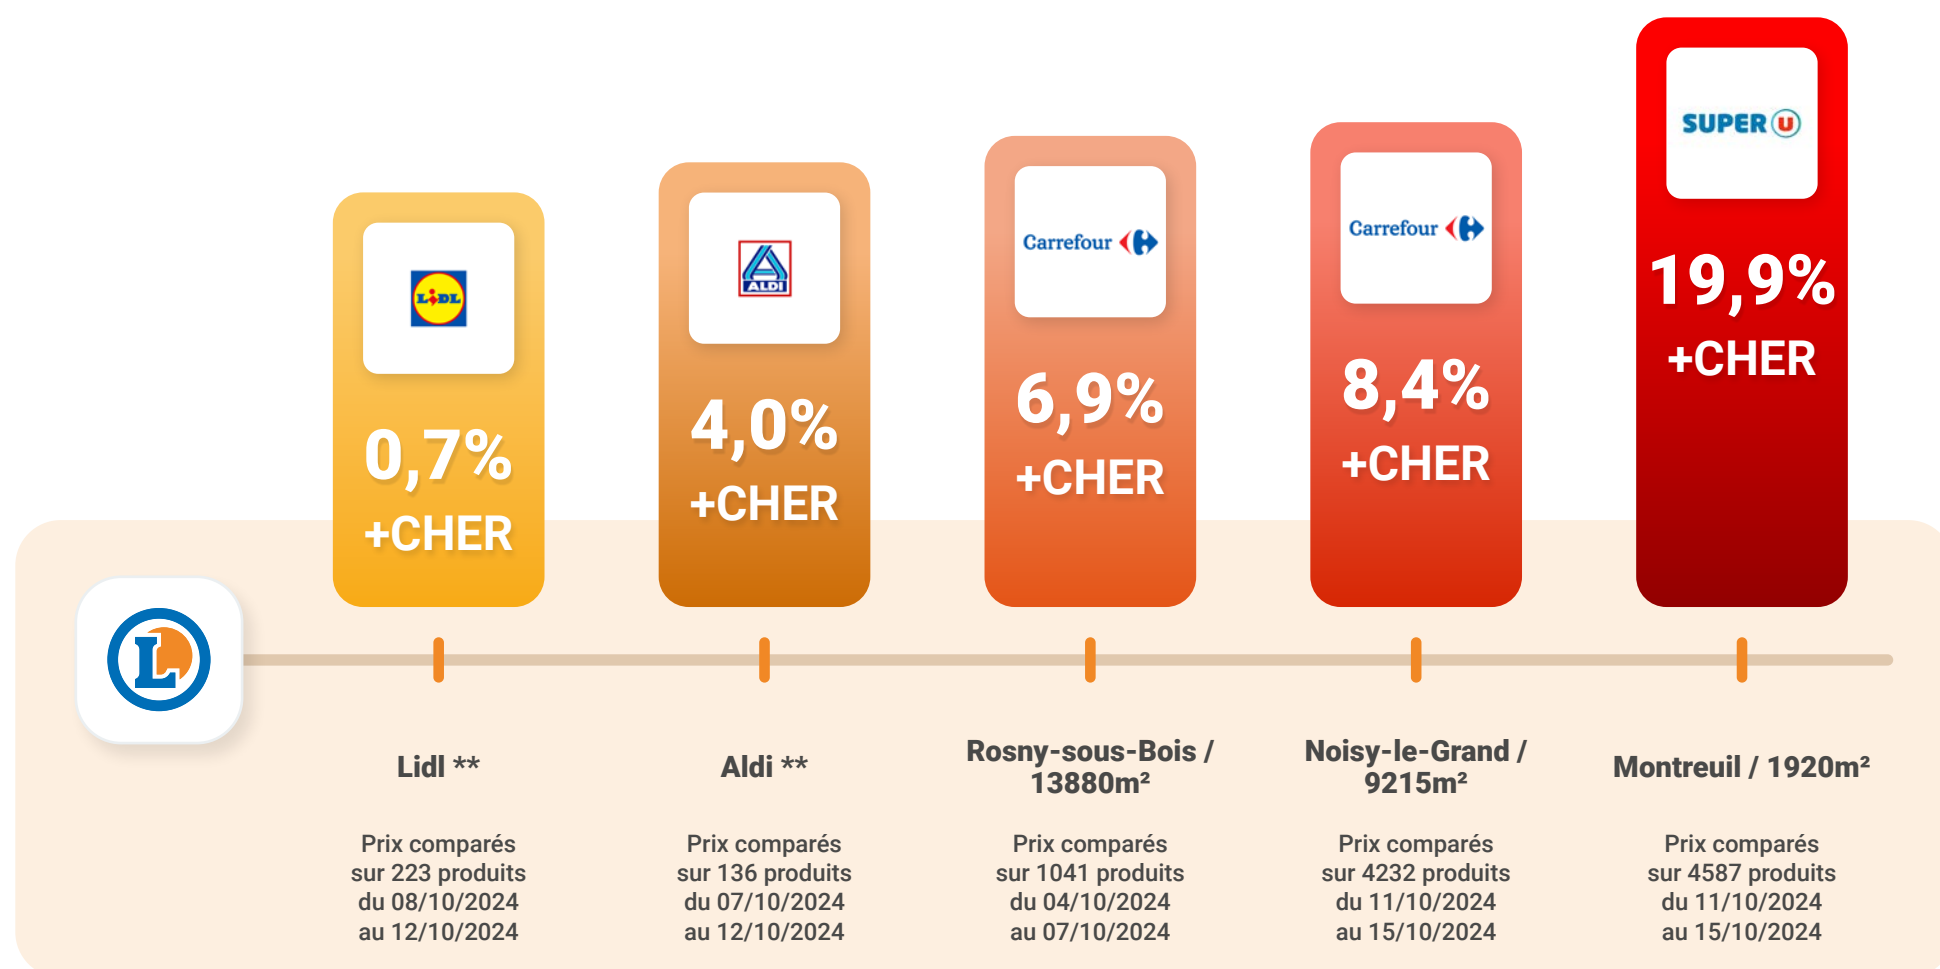 LIDL
0,7%
+CHER
ALDI
4,0%
+CHER
Carrefour
6,9%
+CHER
Carrefour
8,4%
+CHER
SUPER U
19,9%
+CHER
L
Lidl **
Prix comparés
sur 223 produits
du 08/10/2024
au 12/10/2024
Aldi **
Prix comparés
sur 136 produits
du 07/10/2024
au 12/10/2024
Rosny-sous-Bois /
13880m²
Prix comparés
sur 1041 produits
du 04/10/2024
au 07/10/2024
Noisy-le-Grand /
9215m²
Prix comparés
sur 4232 produits
du 11/10/2024
au 15/10/2024
Montreuil / 1920m²
Prix comparés
sur 4587 produits
du 11/10/2024
au 15/10/2024